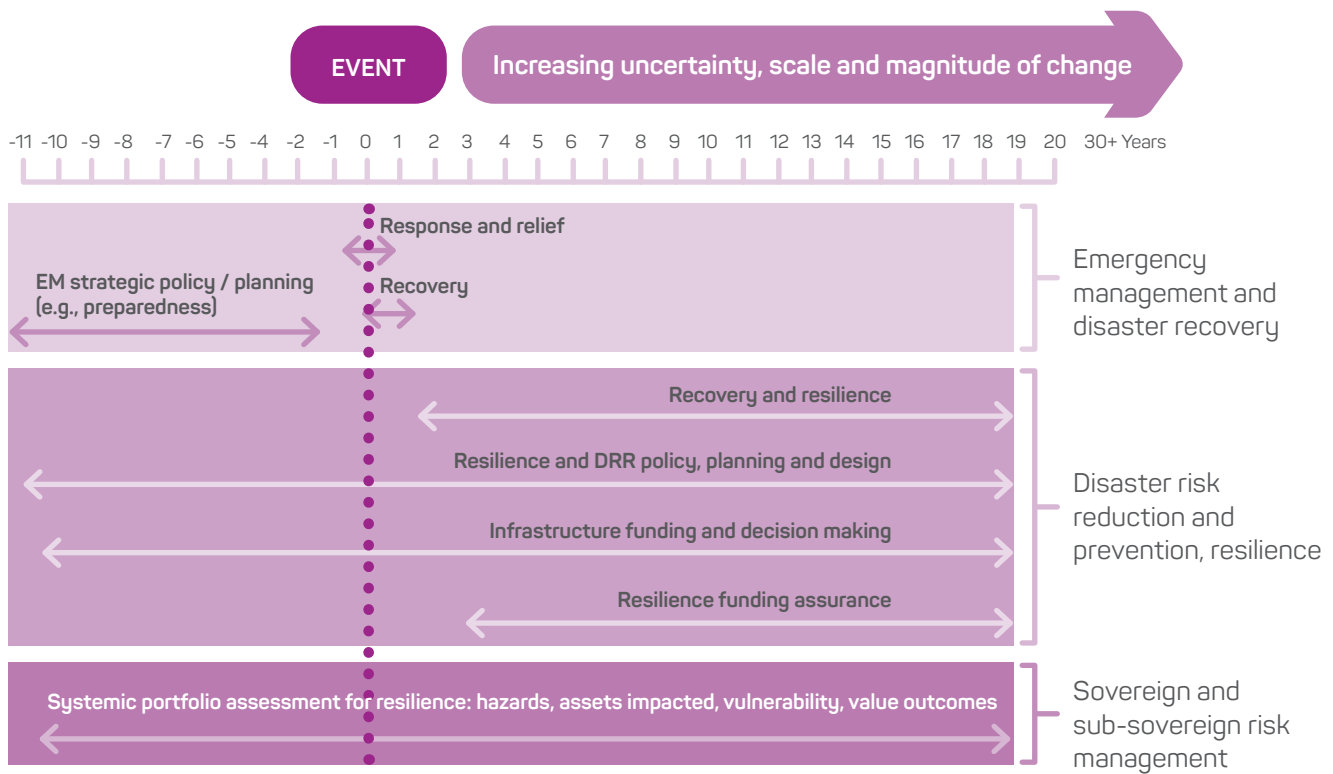 EVENT
Increasing uncertainty, scale and magnitude of change
-11 -10 -9 -8 -7 -6 -5 -4 -2 -1 0 1 2 3 4 5 6 7 8 9 10 11 12 13 14 15 16 17 18 19 20 30+ Years
Response and relief
EM strategic policy / planning
(e.g., preparedness)
Recovery
Emergency
management and
disaster recovery
Recovery and resilience
Resilience and DRR policy, planning and design
Infrastructure funding and decision making
Resilience funding assurance
Disaster risk
reduction and
prevention, resilience
Systemic portfolio assessment for resilience: hazards, assets impacted, vulnerability, value outcomes
Sovereign and
sub-sovereign risk
management